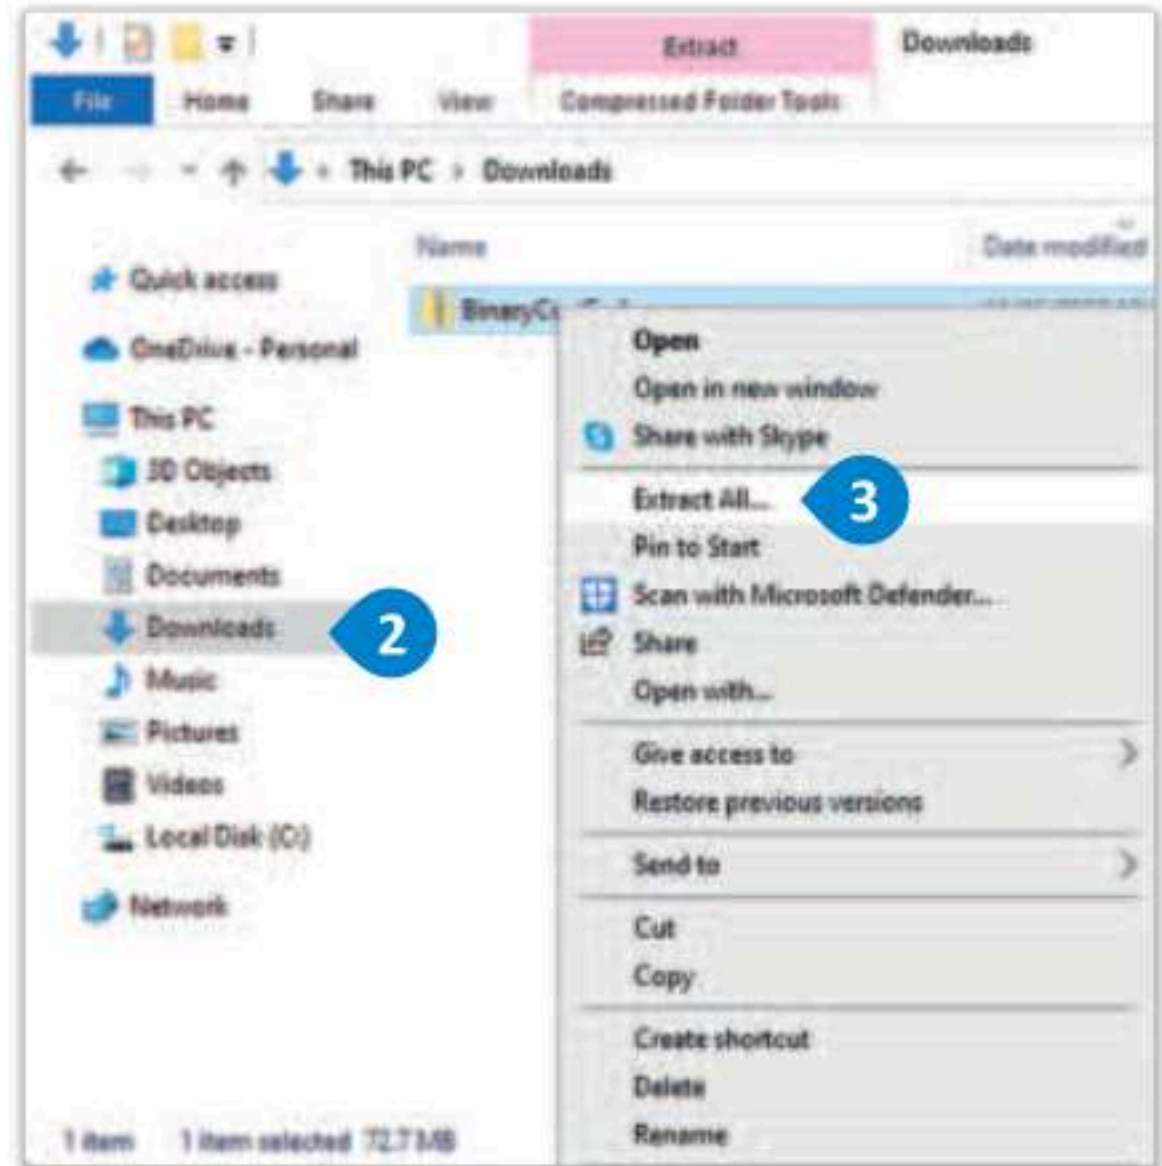 Extract
Downloads
File
Home
Share
View
Compressed Folder Tools
This PC > Downloads
Name
Date modified
Quick access
OneDrive - Personal
This PC
3D Objects
Desktop
Documents
Downloads
2
Music
Pictures
Videos
Local Disk (C:)
Network
Open
Open in new window
Share with Skype
Extract All...
3
Pin to Start
Scan with Microsoft Defender...
Share
Open with...
Give access to
Restore previous versions
Send to
Cut
Copy
Create shortcut
Delete
Rename
1 item
1 item selected 72.7 MB